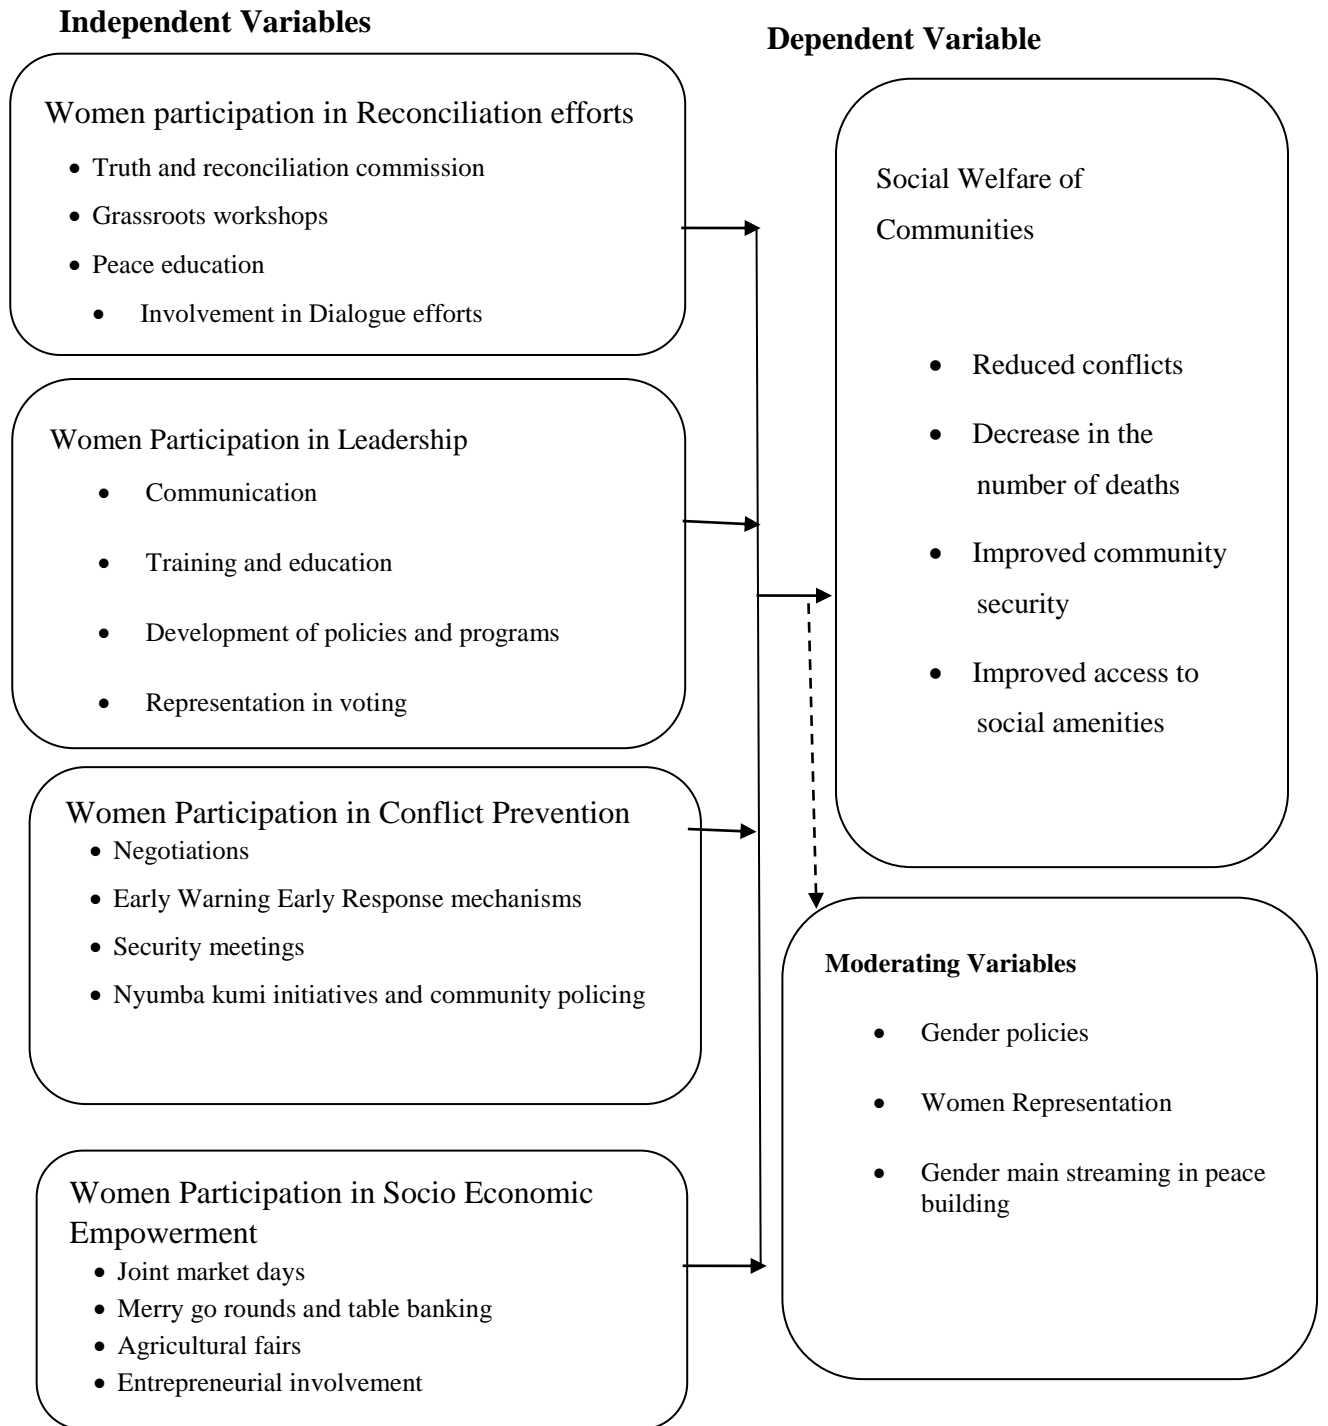 Independent Variables
Women participation in Reconciliation efforts
• Truth and reconciliation commission
• Grassroots workshops
• Peace education
• Involvement in Dialogue efforts
Women Participation in Leadership
• Communication
• Training and education
• Development of policies and programs
• Representation in voting
Women Participation in Conflict Prevention
• Negotiations
• Early Warning Early Response mechanisms
• Security meetings
• Nyumba kumi initiatives and community policing
Women Participation in Socio Economic
Empowerment
• Joint market days
• Merry go rounds and table banking
• Agricultural fairs
• Entrepreneurial involvement
Dependent Variable
Social Welfare of
Communities
• Reduced conflicts
• Decrease in the
number of deaths
• Improved community
security
• Improved access to
social amenities
Moderating Variables
• Gender policies
• Women Representation
• Gender main streaming in peace
building